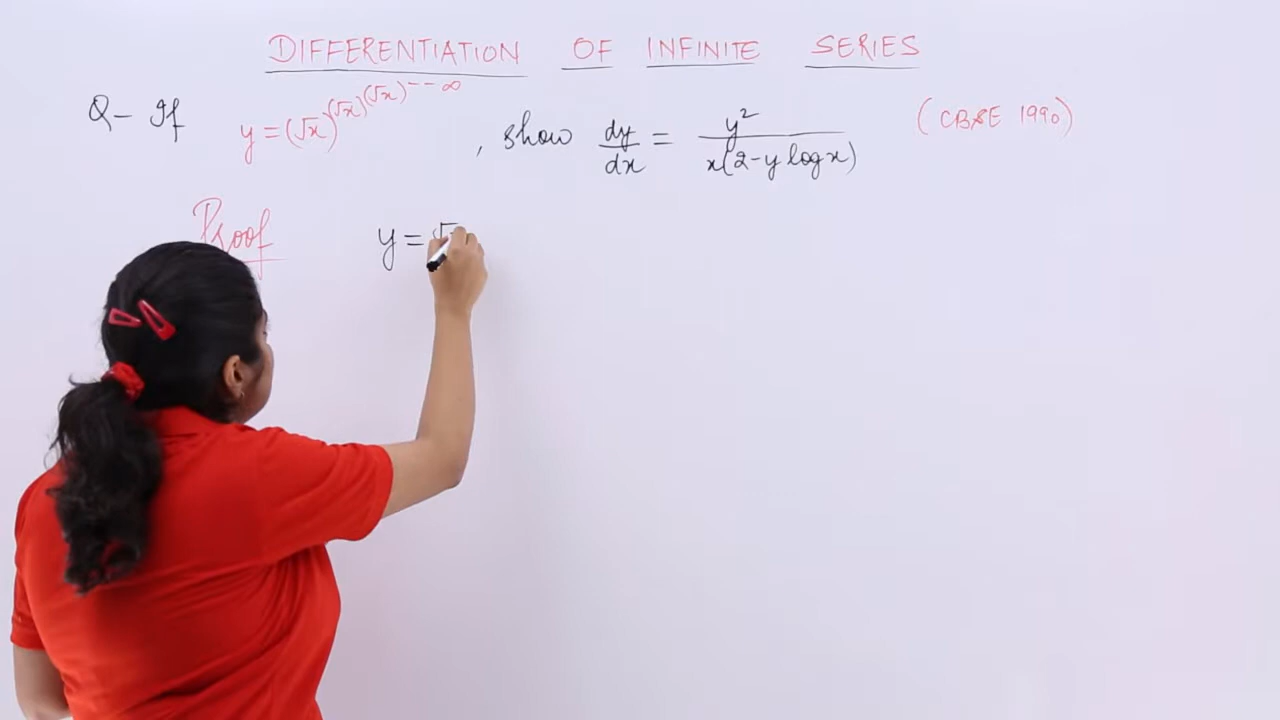 DIFFERENTIATION OF INFINITE SERIES
Q - If y = (√x)^(√x)^(√x)^---∞, show dy/dx = y²/x(2-y log x) (CBSE 1990)
Proof y = √